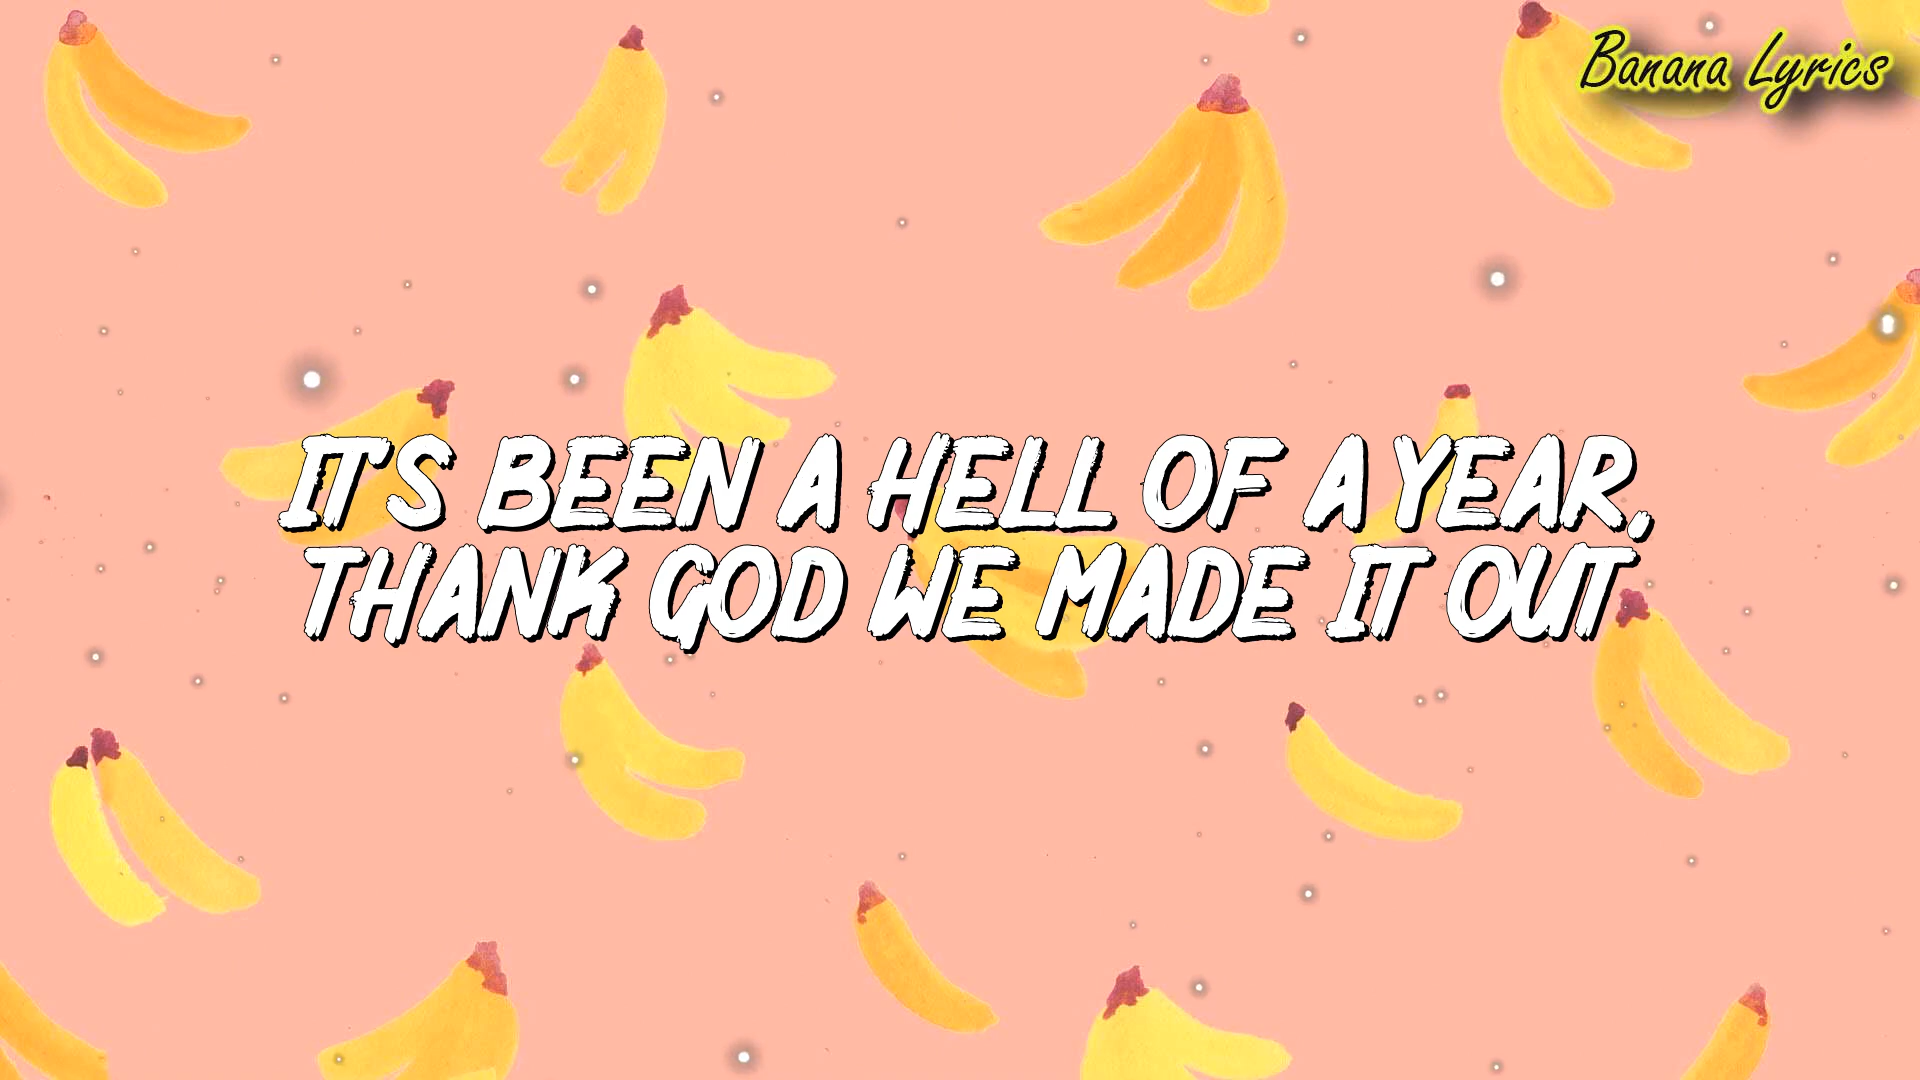 Banana Lyrics
IT'S BEEN A HELL OF A YEAR,
THANK GOD WE MADE IT OUT